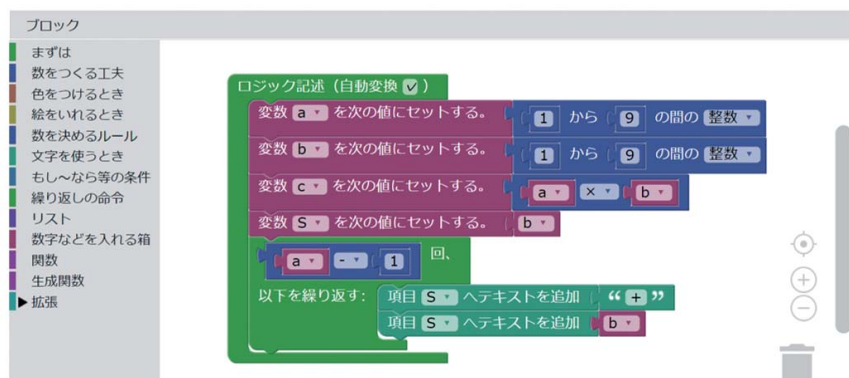 ブロック
まずは
数をつくる工夫
色をつけるとき
絵をいれるとき
数を決めるルール
文字を使うとき
もし～なら等の条件
繰り返しの命令
リスト
数字などを入れる箱
関数
生成関数
▶拡張
ロジック記述（自動変換 ☑ ）
変数 a ▼ を次の値にセットする。 1 から 9 の間の 整数 ▼
変数 b ▼ を次の値にセットする。 1 から 9 の間の 整数 ▼
変数 c ▼ を次の値にセットする。 a ▼ × ▼ b ▼
変数 S ▼ を次の値にセットする。 b ▼
a ▼ - ▼ 1 回、
以下を繰り返す: 項目 S ▼ へテキストを追加 “ + ”
項目 S ▼ へテキストを追加 b ▼